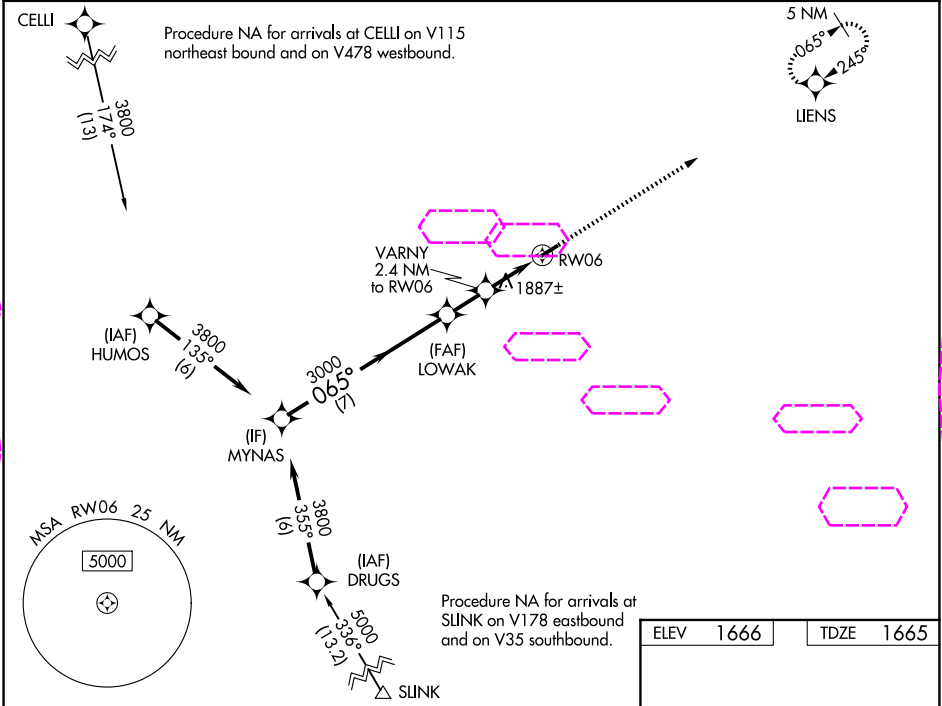 CELLI
Procedure NA for arrivals at CELLI on V115
northeast bound and on V478 westbound.
3800
174°
(13)
5 NM
065°
245°
LIENS
VARNY
2.4 NM
to RW06
RW06
1887±
(IAF)
HUMOS
3800
135°
(6)
(FAF)
LOWAK
3000
065°
(7)
(IF)
MYNAS
MSA RW06 25 NM
5000
3800
355°
(6)
(IAF)
DRUGS
5000
336°
(13.2)
SLINK
Procedure NA for arrivals at
SLINK on V178 eastbound
and on V35 southbound.
ELEV 1666
TDZE 1665